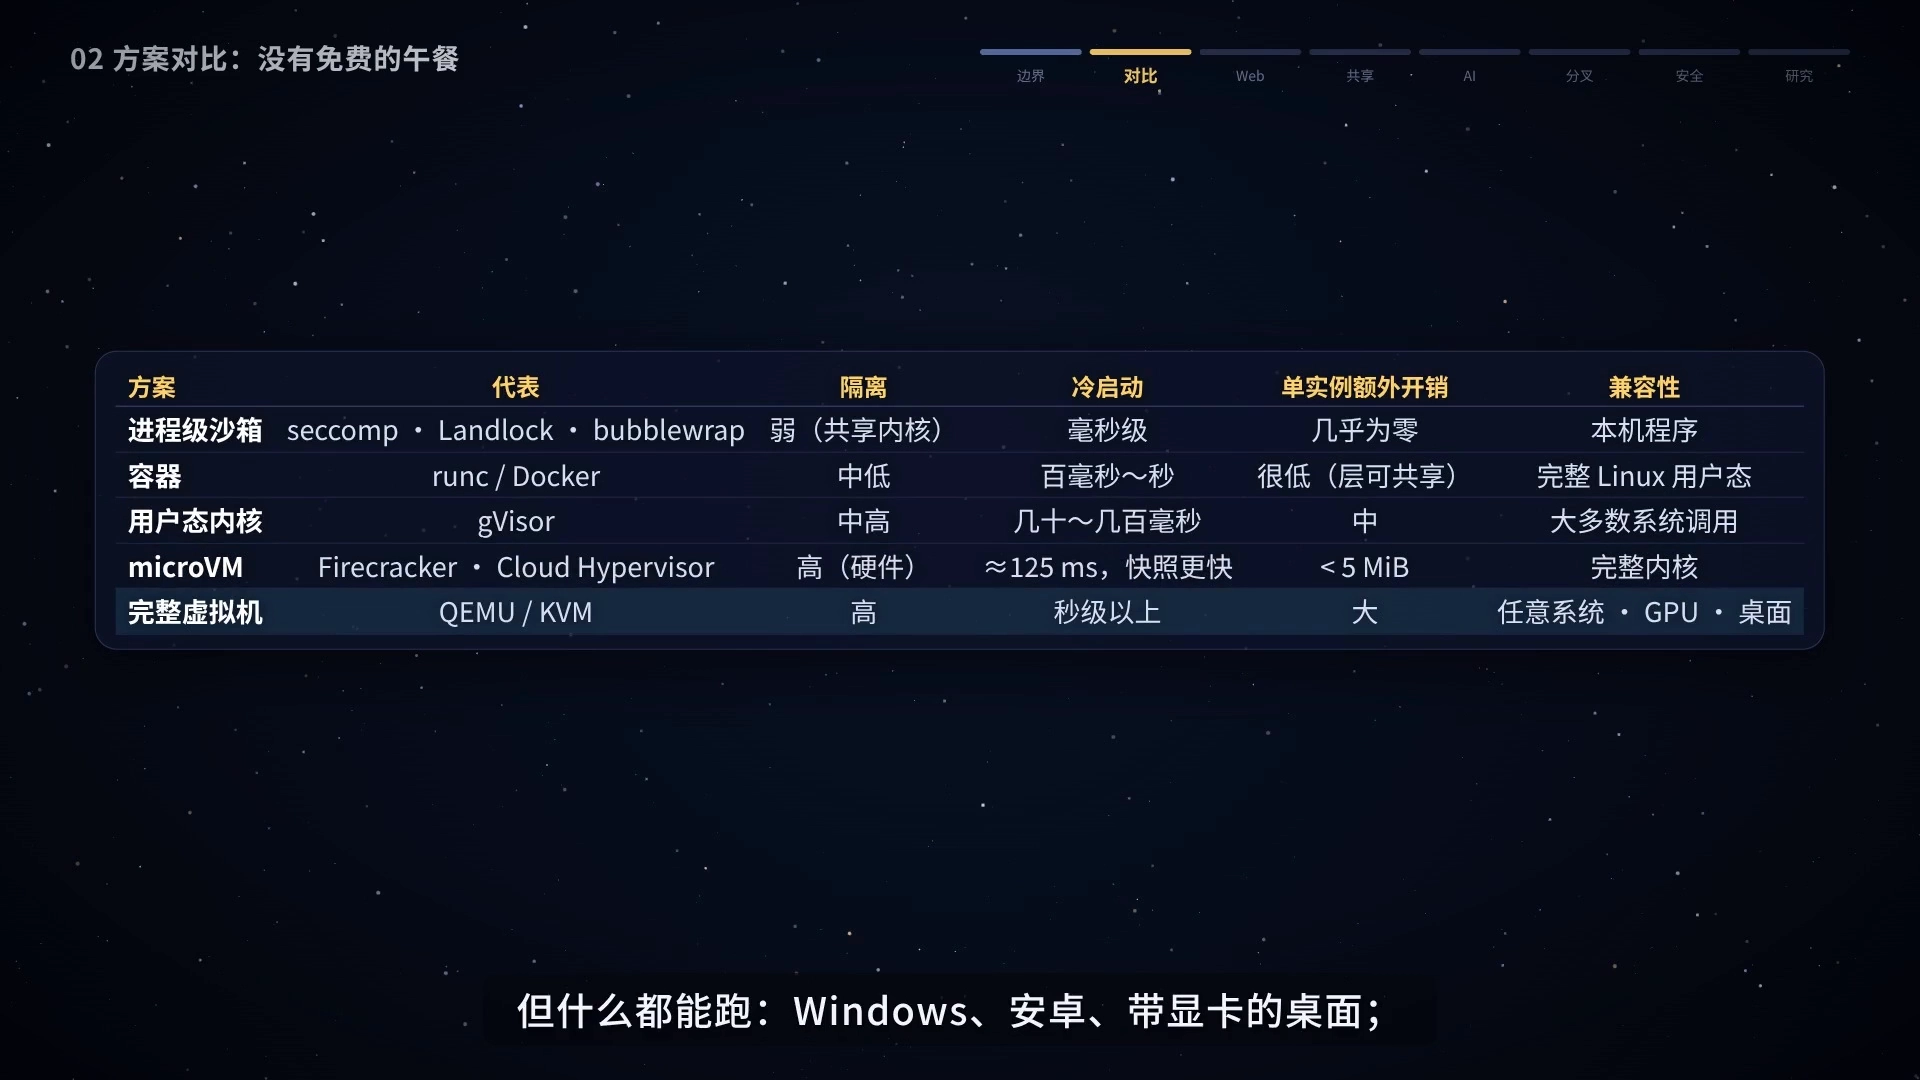 02 方案对比：没有免费的午餐
边界 对比 Web 共享 AI 分叉 安全 研究
方案 代表 隔离 冷启动 单实例额外开销 兼容性
进程级沙箱 seccomp · Landlock · bubblewrap 弱（共享内核） 毫秒级 几乎为零 本机程序
容器 runc / Docker 中低 百毫秒～秒 很低（层可共享） 完整 Linux 用户态
用户态内核 gVisor 中高 几十～几百毫秒 中 大多数系统调用
microVM Firecracker · Cloud Hypervisor 高（硬件） ≈125 ms，快照更快 < 5 MiB 完整内核
完整虚拟机 QEMU / KVM 高 秒级以上 大 任意系统 · GPU · 桌面
但什么都能跑：Windows、安卓、带显卡的桌面；